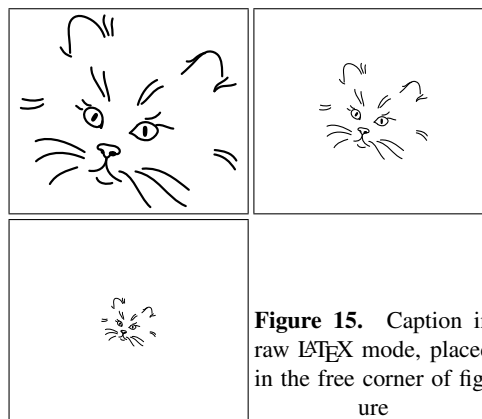 Figure 15. Caption in
raw LATEX mode, placed
in the free corner of fig
ure